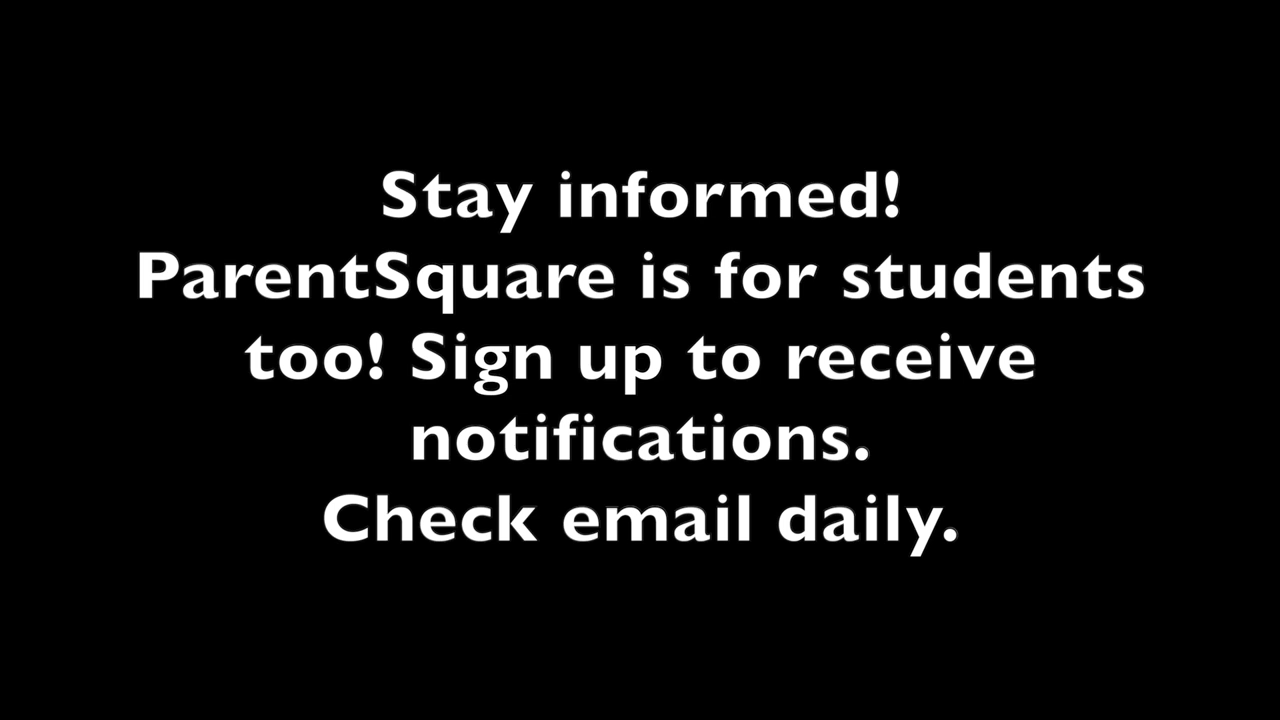 Stay informed!
ParentSquare is for students
too! Sign up to receive
notifications.
Check email daily.